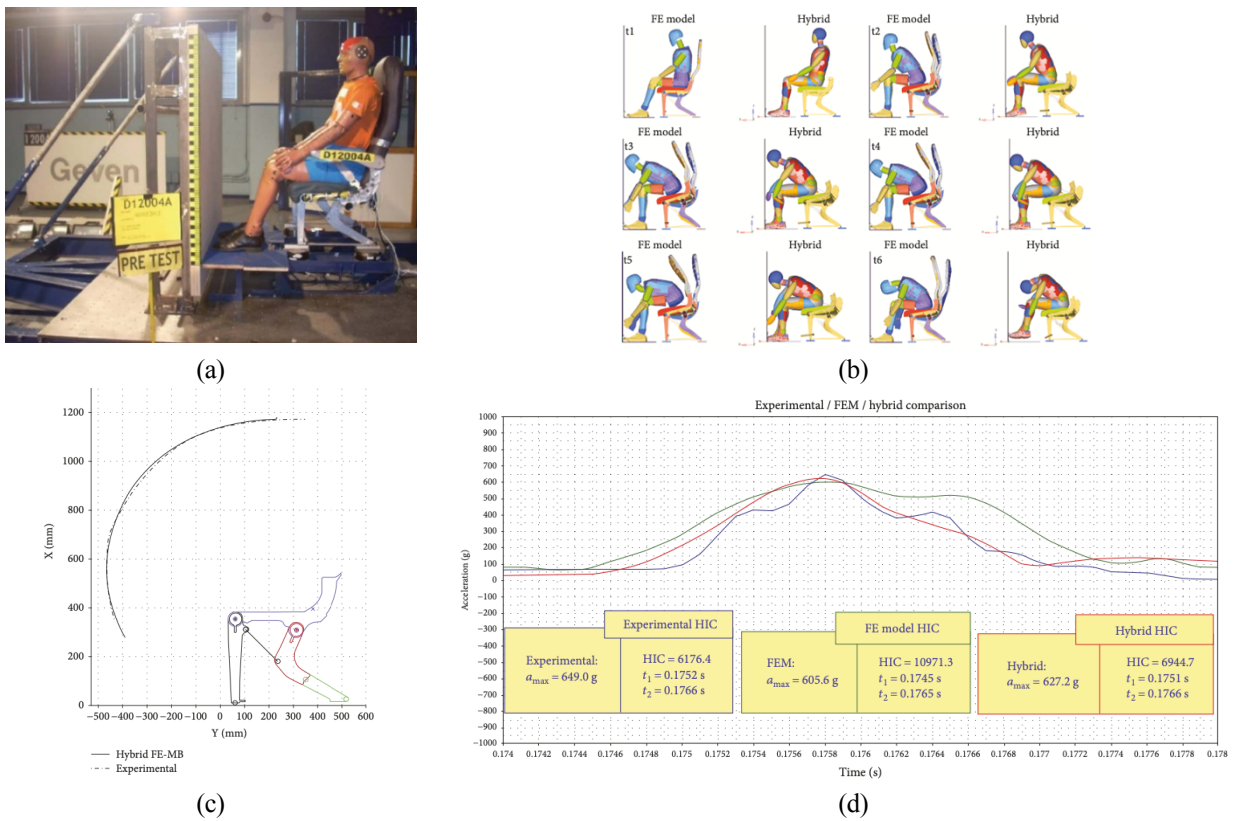 Geven
D12004A
D12004A
PRE TEST
(a)
FE model Hybrid FE model Hybrid
t1 t2
FE model Hybrid FE model Hybrid
t3 t4
FE model Hybrid FE model Hybrid
t5 t6
(b)
1200
1000
800
600
400
200
0
X (mm)
−500 −400 −300 −200 −100 0 100 200 300 400 500 600
Y (mm)
Hybrid FE-MB
Experimental
(c)
Experimental / FEM / hybrid comparison
1000
900
800
700
600
500
400
300
200
100
0
−100
−200
−300
−400
−500
−600
−700
−800
−900
−1000
Acceleration (g)
Experimental HIC
Experimental:
a max = 649.0 g
HIC = 6176.4
t1 = 0.1752 s
t2 = 0.1766 s
FE model HIC
FEM:
a max = 605.6 g
HIC = 10971.3
t1 = 0.1745 s
t2 = 0.1765 s
Hybrid HIC
Hybrid:
a max = 627.2 g
HIC = 6944.7
t1 = 0.1751 s
t2 = 0.1766 s
0.174 0.1742 0.1744 0.1746 0.1748 0.175 0.1752 0.1754 0.1756 0.1758 0.176 0.1762 0.1764 0.1766 0.1768 0.177 0.1772 0.1774 0.1776 0.1778 0.178
Time (s)
(d)